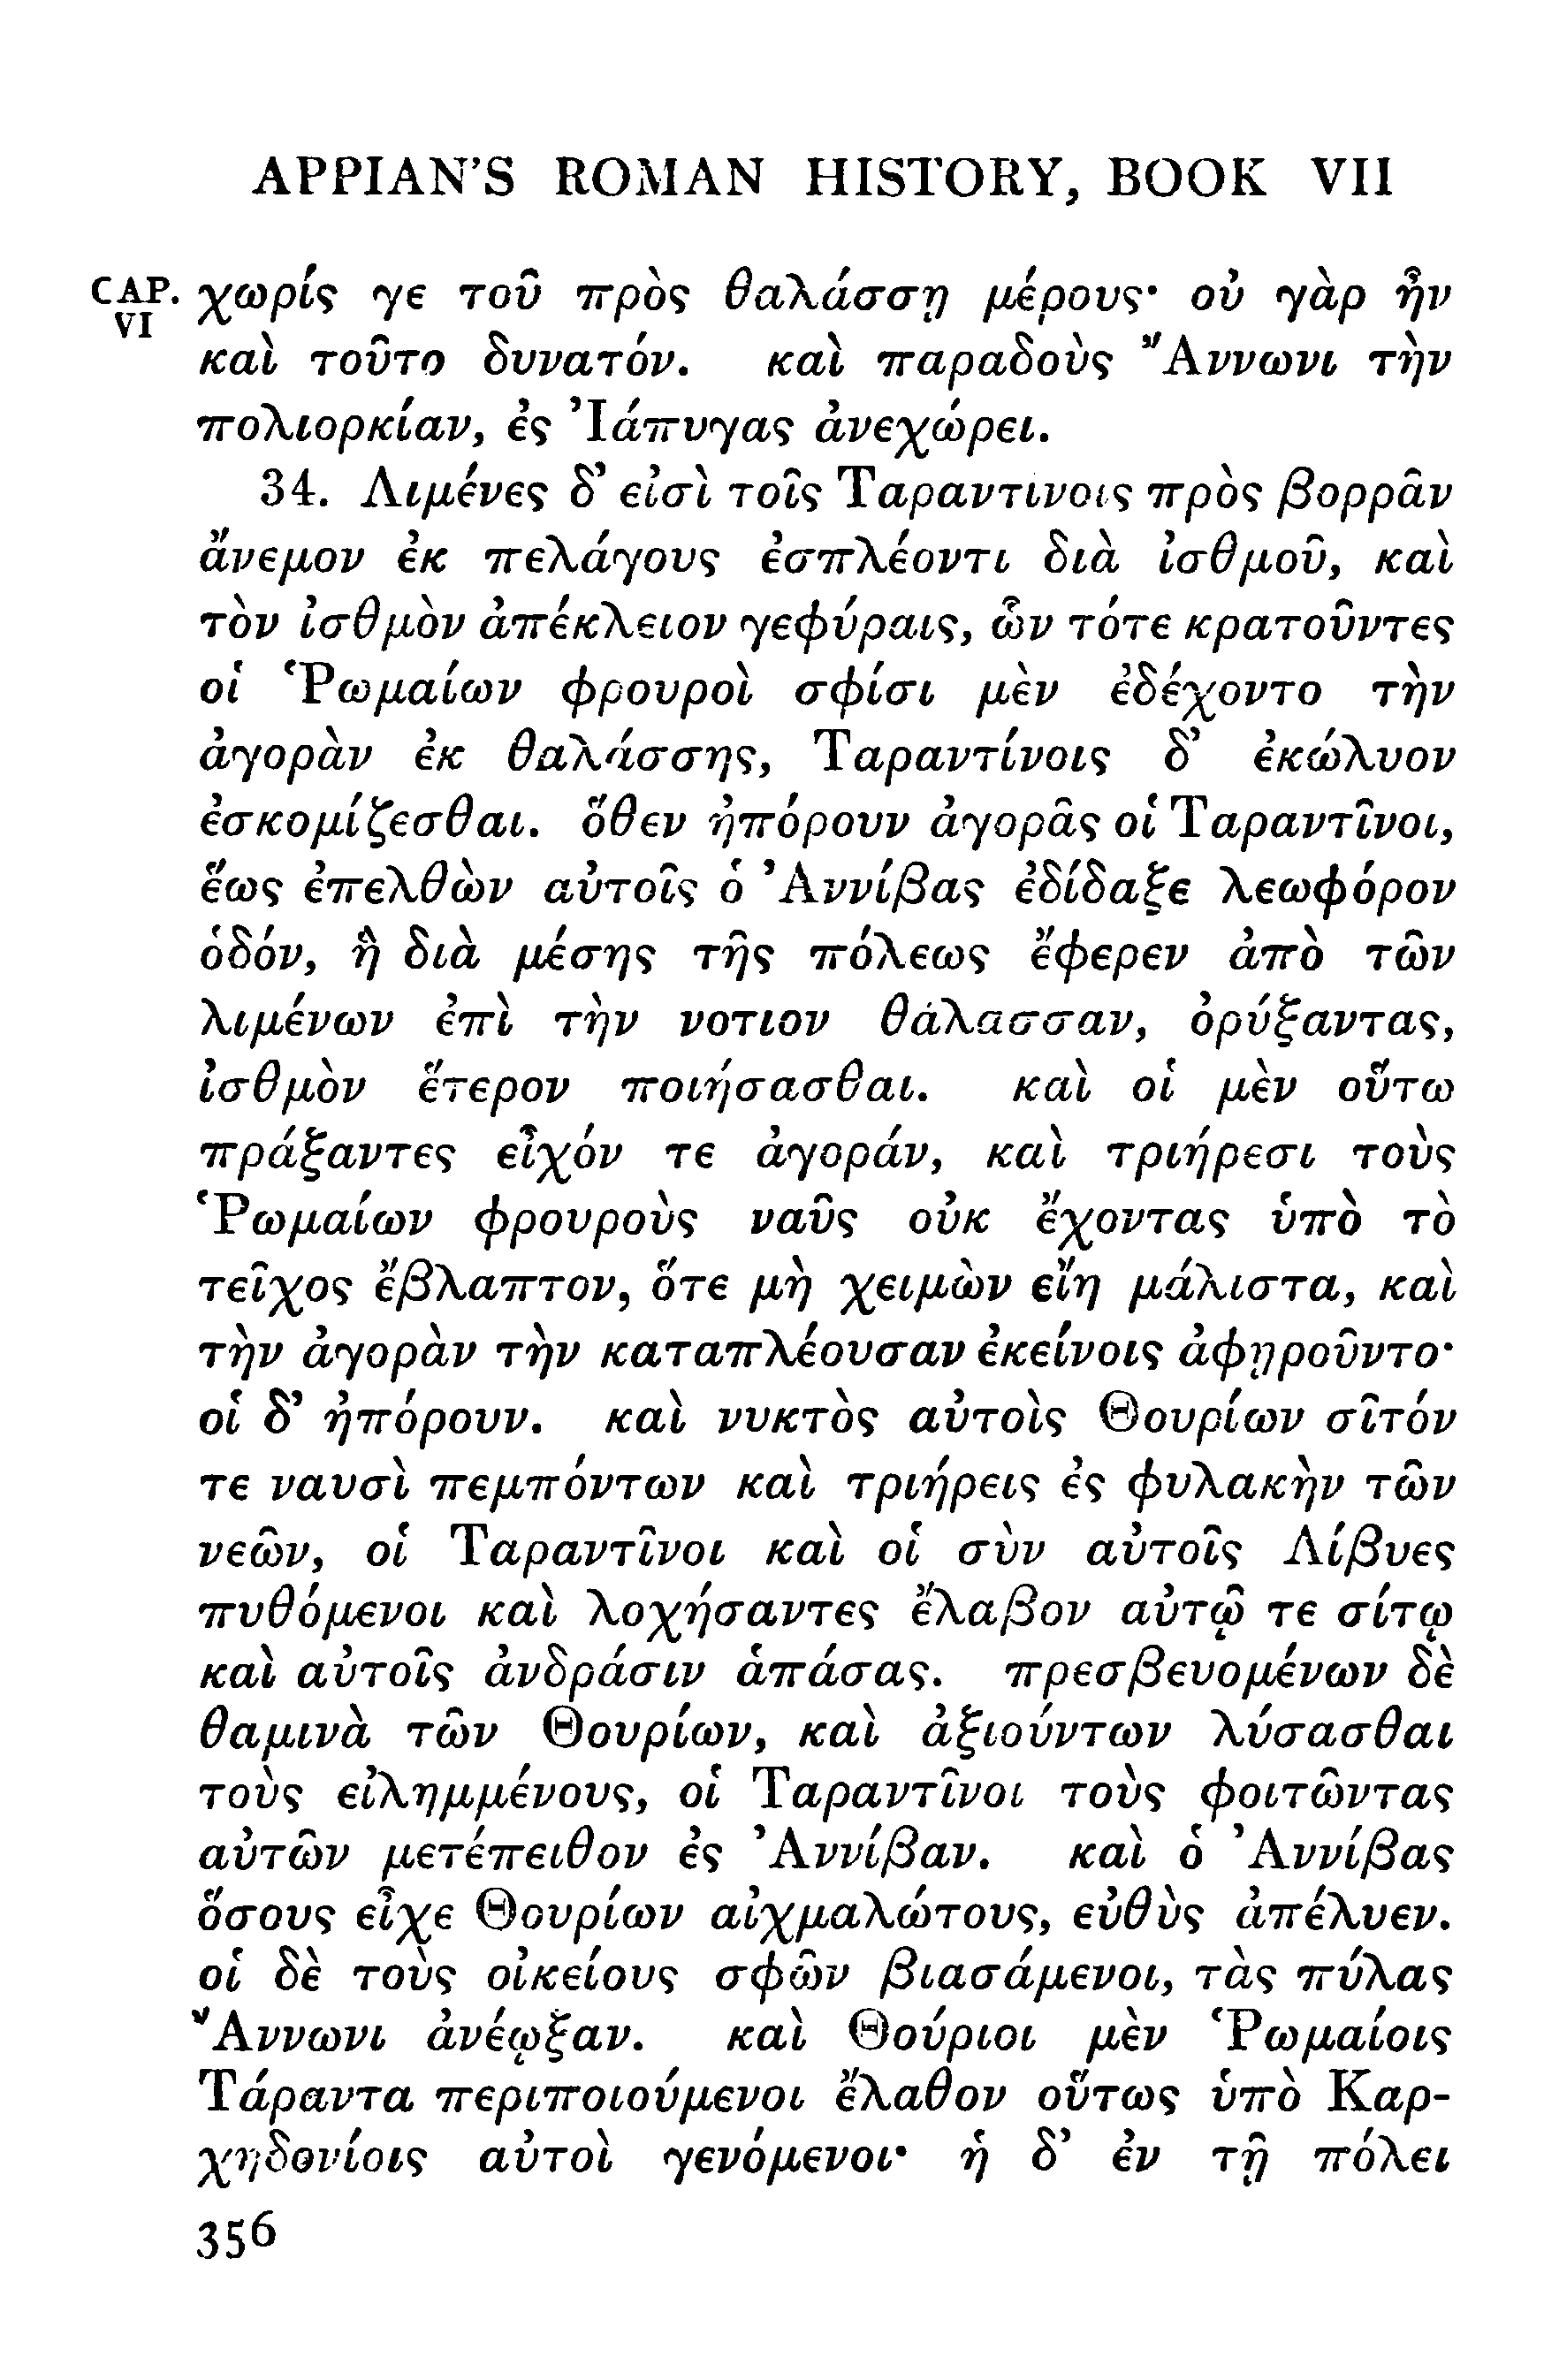 APPIAN'S ROMAN HISTORY, BOOK VII
CAP. VI
χωρίς γε τοῦ πρὸς θαλάσσῃ μέρους· οὐ γὰρ ἦν
καὶ τοῦτο δυνατόν. καὶ παραδοὺς Ἄννωνι τὴν
πολιορκίαν, ἐς Ἰάπυγας ἀνεχώρει.
34. Λιμένες δ' εἰσὶ τοῖς Ταραντινοις πρὸς βορρᾶν
ἄνεμον ἐκ πελάγους ἐσπλέοντι διὰ ἰσθμοῦ, καὶ
τὸν ἰσθμὸν ἀπέκλειον γεφύραις, ὧν τότε κρατοῦντες
οἱ Ῥωμαίων φρουροὶ σφίσι μὲν ἐδέχοντο τὴν
ἀγορὰν ἐκ θαλάσσης, Ταραντίνοις δ' ἐκώλυον
ἐσκομίζεσθαι. ὅθεν ἠπόρουν ἀγορᾶς οἱ Ταραντῖνοι,
ἕως ἐπελθὼν αὐτοῖς ὁ Ἀννίβας ἐδίδαξε λεωφόρον
ὁδόν, ἣ διὰ μέσης τῆς πόλεως ἔφερεν ἀπὸ τῶν
λιμένων ἐπὶ τὴν νοτιον θάλασσαν, ὀρύξαντας,
ἰσθμὸν ἕτερον ποιήσασθαι. καὶ οἱ μὲν οὕτω
πράξαντες εἶχόν τε ἀγοράν, καὶ τριήρεσι τοὺς
Ῥωμαίων φρουροὺς ναῦς οὐκ ἔχοντας ὑπὸ τὸ
τεῖχος ἔβλαπτον, ὅτε μὴ χειμὼν εἴη μάλιστα, καὶ
τὴν ἀγορὰν τὴν καταπλέουσαν ἐκείνοις ἀφῃροῦντο·
οἱ δ' ἠπόρουν. καὶ νυκτὸς αὐτοὶς Θουρίων σῖτόν
τε ναυσὶ πεμπόντων καὶ τριήρεις ἐς φυλακὴν τῶν
νεῶν, οἱ Ταραντῖνοι καὶ οἱ σὺν αὐτοῖς Λίβυες
πυθόμενοι καὶ λοχήσαντες ἔλαβον αὐτῷ τε σίτῳ
καὶ αὐτοῖς ἀνδράσιν ἁπάσας. πρεσβευομένων δὲ
θαμινὰ τῶν Θουρίων, καὶ ἀξιούντων λύσασθαι
τοὺς εἰλημμένους, οἱ Ταραντῖνοι τοὺς φοιτῶντας
αὐτῶν μετέπειθον ἐς Ἀννίβαν. καὶ ὁ Ἀννίβας
ὅσους εἶχε Θουρίων αἰχμαλώτους, εὐθὺς ἀπέλυεν.
οἱ δὲ τοὺς οἰκείους σφῶν βιασάμενοι, τὰς πύλας
Ἄννωνι ἀνέῳξαν. καὶ Θούριοι μὲν Ῥωμαίοις
Τάραντα περιποιούμενοι ἔλαθον οὕτως ὑπὸ Καρ-
χηδονίοις αὐτοὶ γενόμενοι· ἡ δ' ἐν τῇ πόλει
356